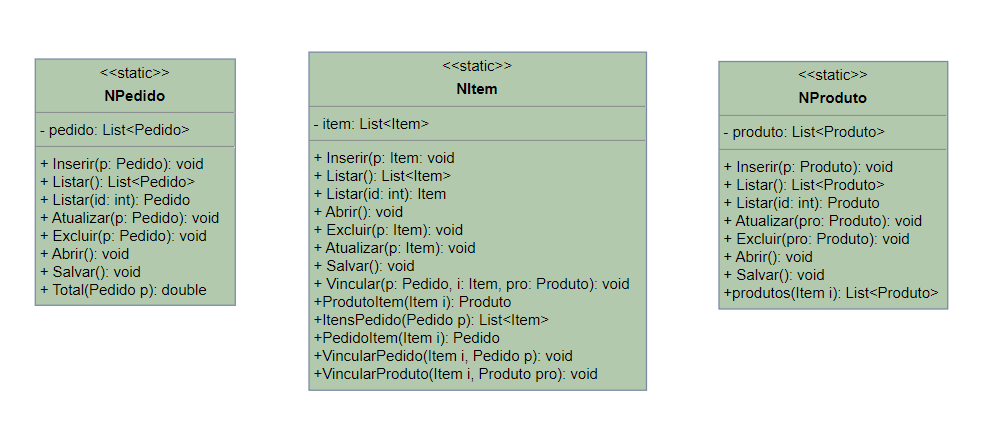 <<static>>
NPedido
- pedido: List<Pedido>
+ Inserir(p: Pedido): void
+ Listar(): List<Pedido>
+ Listar(id: int): Pedido
+ Atualizar(p: Pedido): void
+ Excluir(p: Pedido): void
+ Abrir(): void
+ Salvar(): void
+ Total(Pedido p): double
<<static>>
NItem
- item: List<Item>
+ Inserir(p: Item: void
+ Listar(): List<Item>
+ Listar(id: int): Item
+ Abrir(): void
+ Excluir(p: Item): void
+ Atualizar(p: Item): void
+ Salvar(): void
+ Vincular(p: Pedido, i: Item, pro: Produto): void
+ProdutoItem(Item i): Produto
+ItensPedido(Pedido p): List<Item>
+PedidoItem(Item i): Pedido
+VincularPedido(Item i, Pedido p): void
+VincularProduto(Item i, Produto pro): void
<<static>>
NProduto
- produto: List<Produto>
+ Inserir(p: Produto): void
+ Listar(): List<Produto>
+ Listar(id: int): Produto
+ Atualizar(pro: Produto): void
+ Excluir(pro: Produto): void
+ Abrir(): void
+ Salvar(): void
+produtos(Item i): List<Produto>